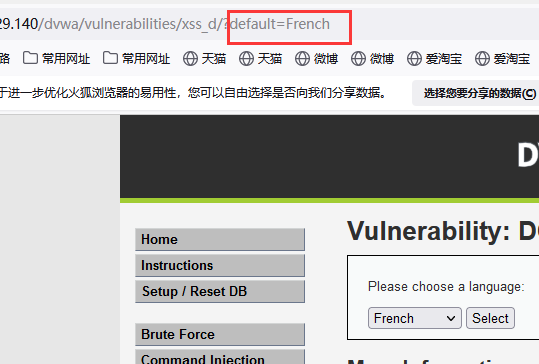 29.140/dvwa/vulnerabilities/xss_d/?default=French
路 常用网址 常用网址 天猫 天猫 微博 微博 爱淘宝 爱淘宝
于进一步优化火狐浏览器的易用性，您可以自由选择是否向我们分享数据。 选择您要分享的数据(C)
D
Home
Instructions
Setup / Reset DB
Brute Force
Command Injection
Vulnerability: D
Please choose a language:
French Select
More Information